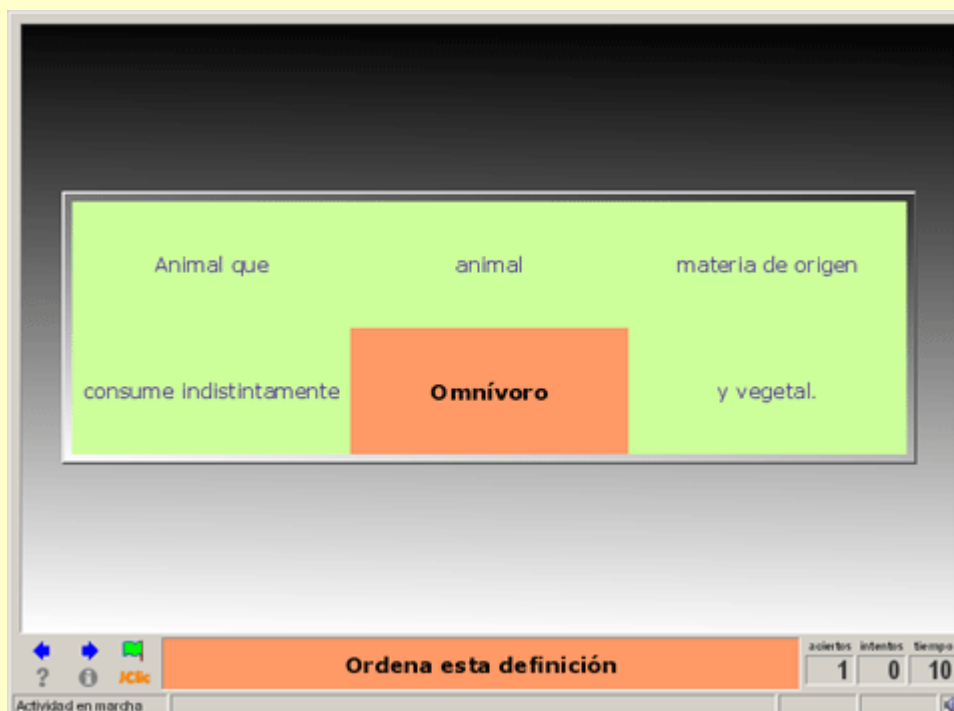 Animal que animal materia de origen
consume indistintamente Omnívoro y vegetal.
aciertos intentos tiempo
Ordena esta definición
1 0 10
? i JClic
Actividad en marcha